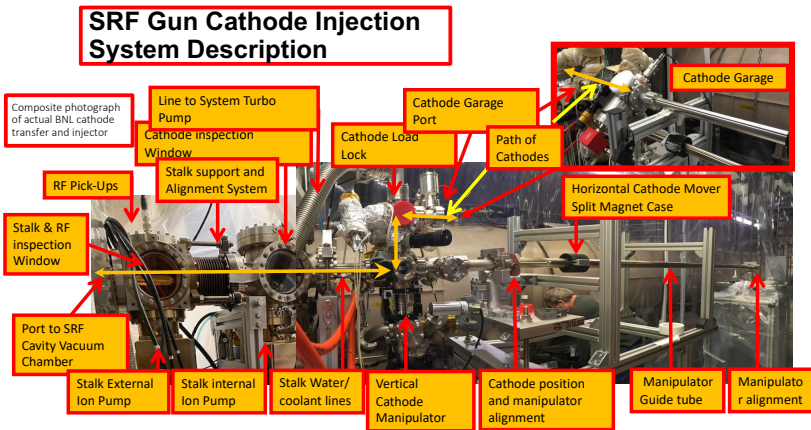 SRF Gun Cathode Injection
System Description
Composite photograph
of actual BNL cathode
transfer and injector
Line to System Turbo
Pump
Cathode inspection
Window
Stalk support and
Alignment System
RF Pick-Ups
Stalk & RF
inspection
Window
Port to SRF
Cavity Vacuum
Chamber
Cathode Load
Lock
Cathode Garage
Port
Path of
Cathodes
Cathode Garage
Horizontal Cathode Mover
Split Magnet Case
Stalk External
Ion Pump
Stalk internal
Ion Pump
Stalk Water/
coolant lines
Vertical
Cathode
Manipulator
Cathode position
and manipulator
alignment
Manipulator
Guide tube
Manipulato
r alignment